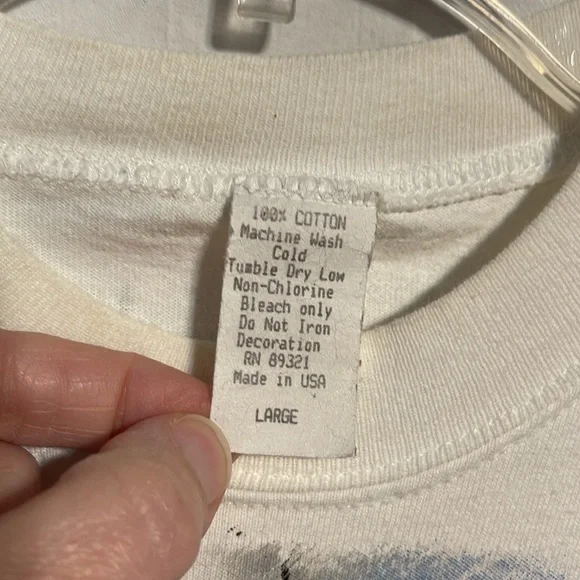 100% COTTON
Machine Wash
Cold
Tumble Dry Low
Non-Chlorine
Bleach only
Do Not Iron
Decoration
RN 89321
Made in USA
LARGE